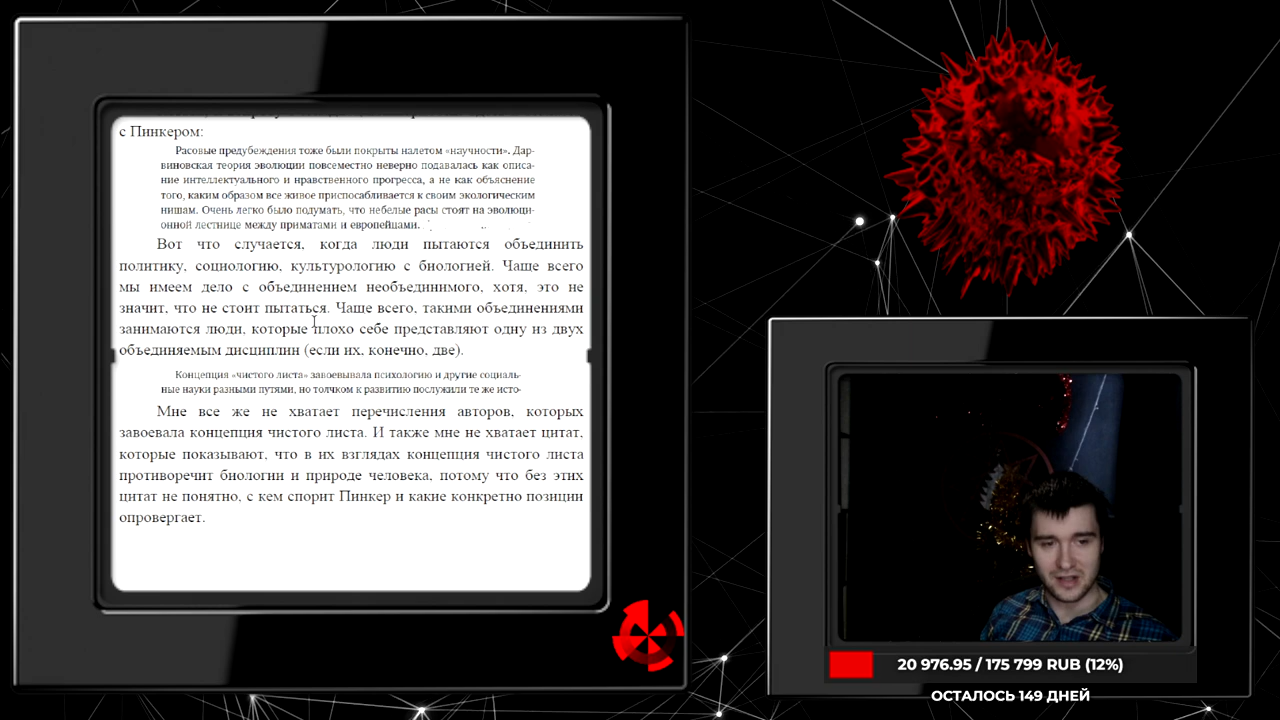 с Пинкером:
Расовые предубеждения тоже были покрыты налетом «научности». Дар-
виновская теория эволюции повсеместно неверно подавалась как описа-
ние интеллектуального и нравственного прогресса, а не как объяснение
того, каким образом все живое приспосабливается к своим экологическим
нишам. Очень легко было подумать, что небелые расы стоят на эволюци-
онной лестнице между приматами и европейцами.
Вот что случается, когда люди пытаются объединить
политику, социологию, культурологию с биологией. Чаще всего
мы имеем дело с объединением необъединимого, хотя, это не
значит, что не стоит пытаться. Чаще всего, такими объединениями
занимаются люди, которые плохо себе представляют одну из двух
объединяемым дисциплин (если их, конечно, две).
Концепция «чистого листа» завоевывала психологию и другие социаль-
ные науки разными путями, но толчком к развитию послужили те же исто-
Мне все же не хватает перечисления авторов, которых
завоевала концепция чистого листа. И также мне не хватает цитат,
которые показывают, что в их взглядах концепция чистого листа
противоречит биологии и природе человека, потому что без этих
цитат не понятно, с кем спорит Пинкер и какие конкретно позиции
опровергает.
20 976.95 / 175 799 RUB (12%)
ОСТАЛОСЬ 149 ДНЕЙ